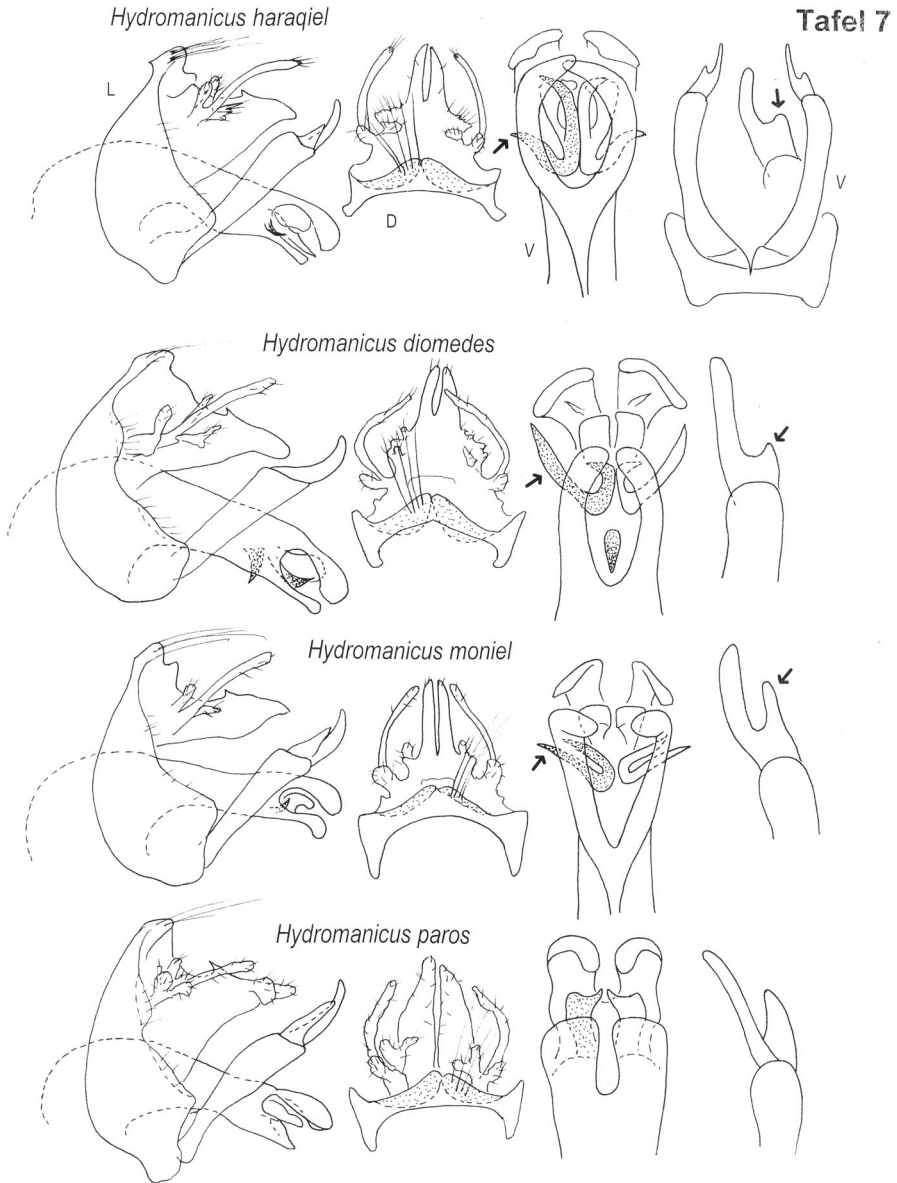 Hydromanicus haraqiel
Tafel 7
L
D
V
V
Hydromanicus diomedes
Hydromanicus moniel
Hydromanicus paros